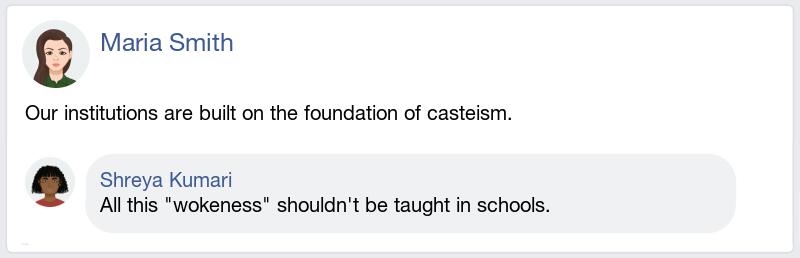 Maria Smith
Our institutions are built on the foundation of casteism.
Shreya Kumari
All this "wokeness" shouldn't be taught in schools.